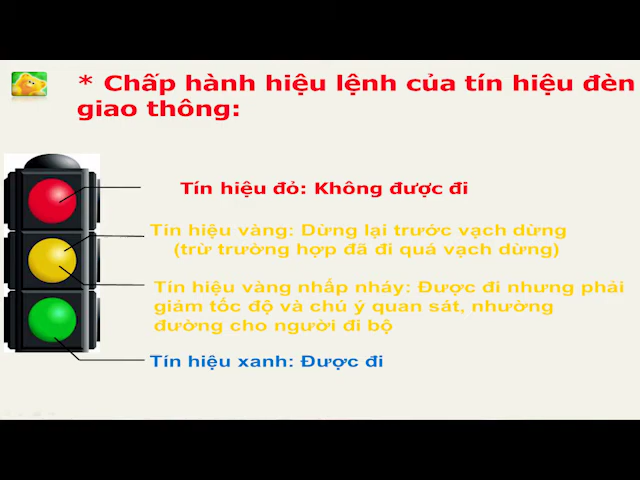 * Chấp hành hiệu lệnh của tín hiệu đèn
giao thông:
Tín hiệu đỏ: Không được đi
Tín hiệu vàng: Dừng lại trước vạch dừng
(trừ trường hợp đã đi quá vạch dừng)
Tín hiệu vàng nhấp nháy: Được đi nhưng phải
giảm tốc độ và chú ý quan sát, nhường
đường cho người đi bộ
Tín hiệu xanh: Được đi